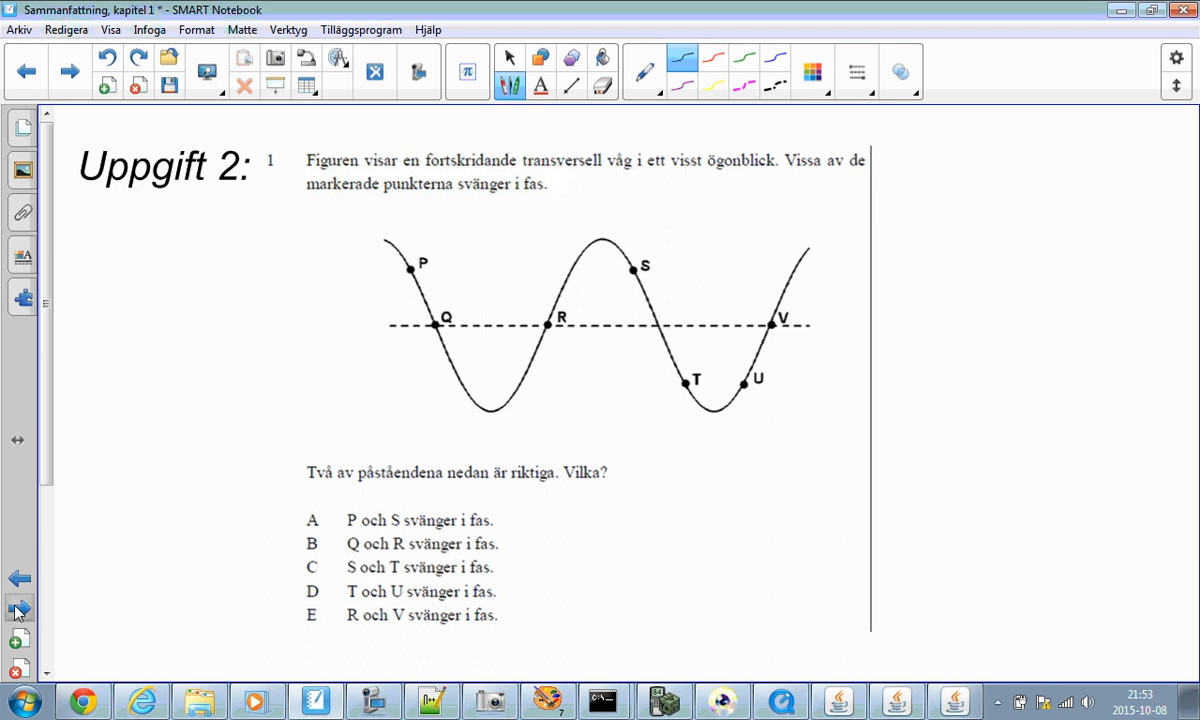 Sammanfattning, kapitel 1 * - SMART Notebook
Arkiv Redigera Visa Infoga Format Matte Verktyg Tilläggsprogram Hjälp
Uppgift 2:
1 Figuren visar en fortskridande transversell våg i ett visst ögonblick. Vissa av de
markerade punkterna svänger i fas.
P
S
Q
R
V
T
U
Två av påståendena nedan är riktiga. Vilka?
A P och S svänger i fas.
B Q och R svänger i fas.
C S och T svänger i fas.
D T och U svänger i fas.
E R och V svänger i fas.
21:53
2015-10-08